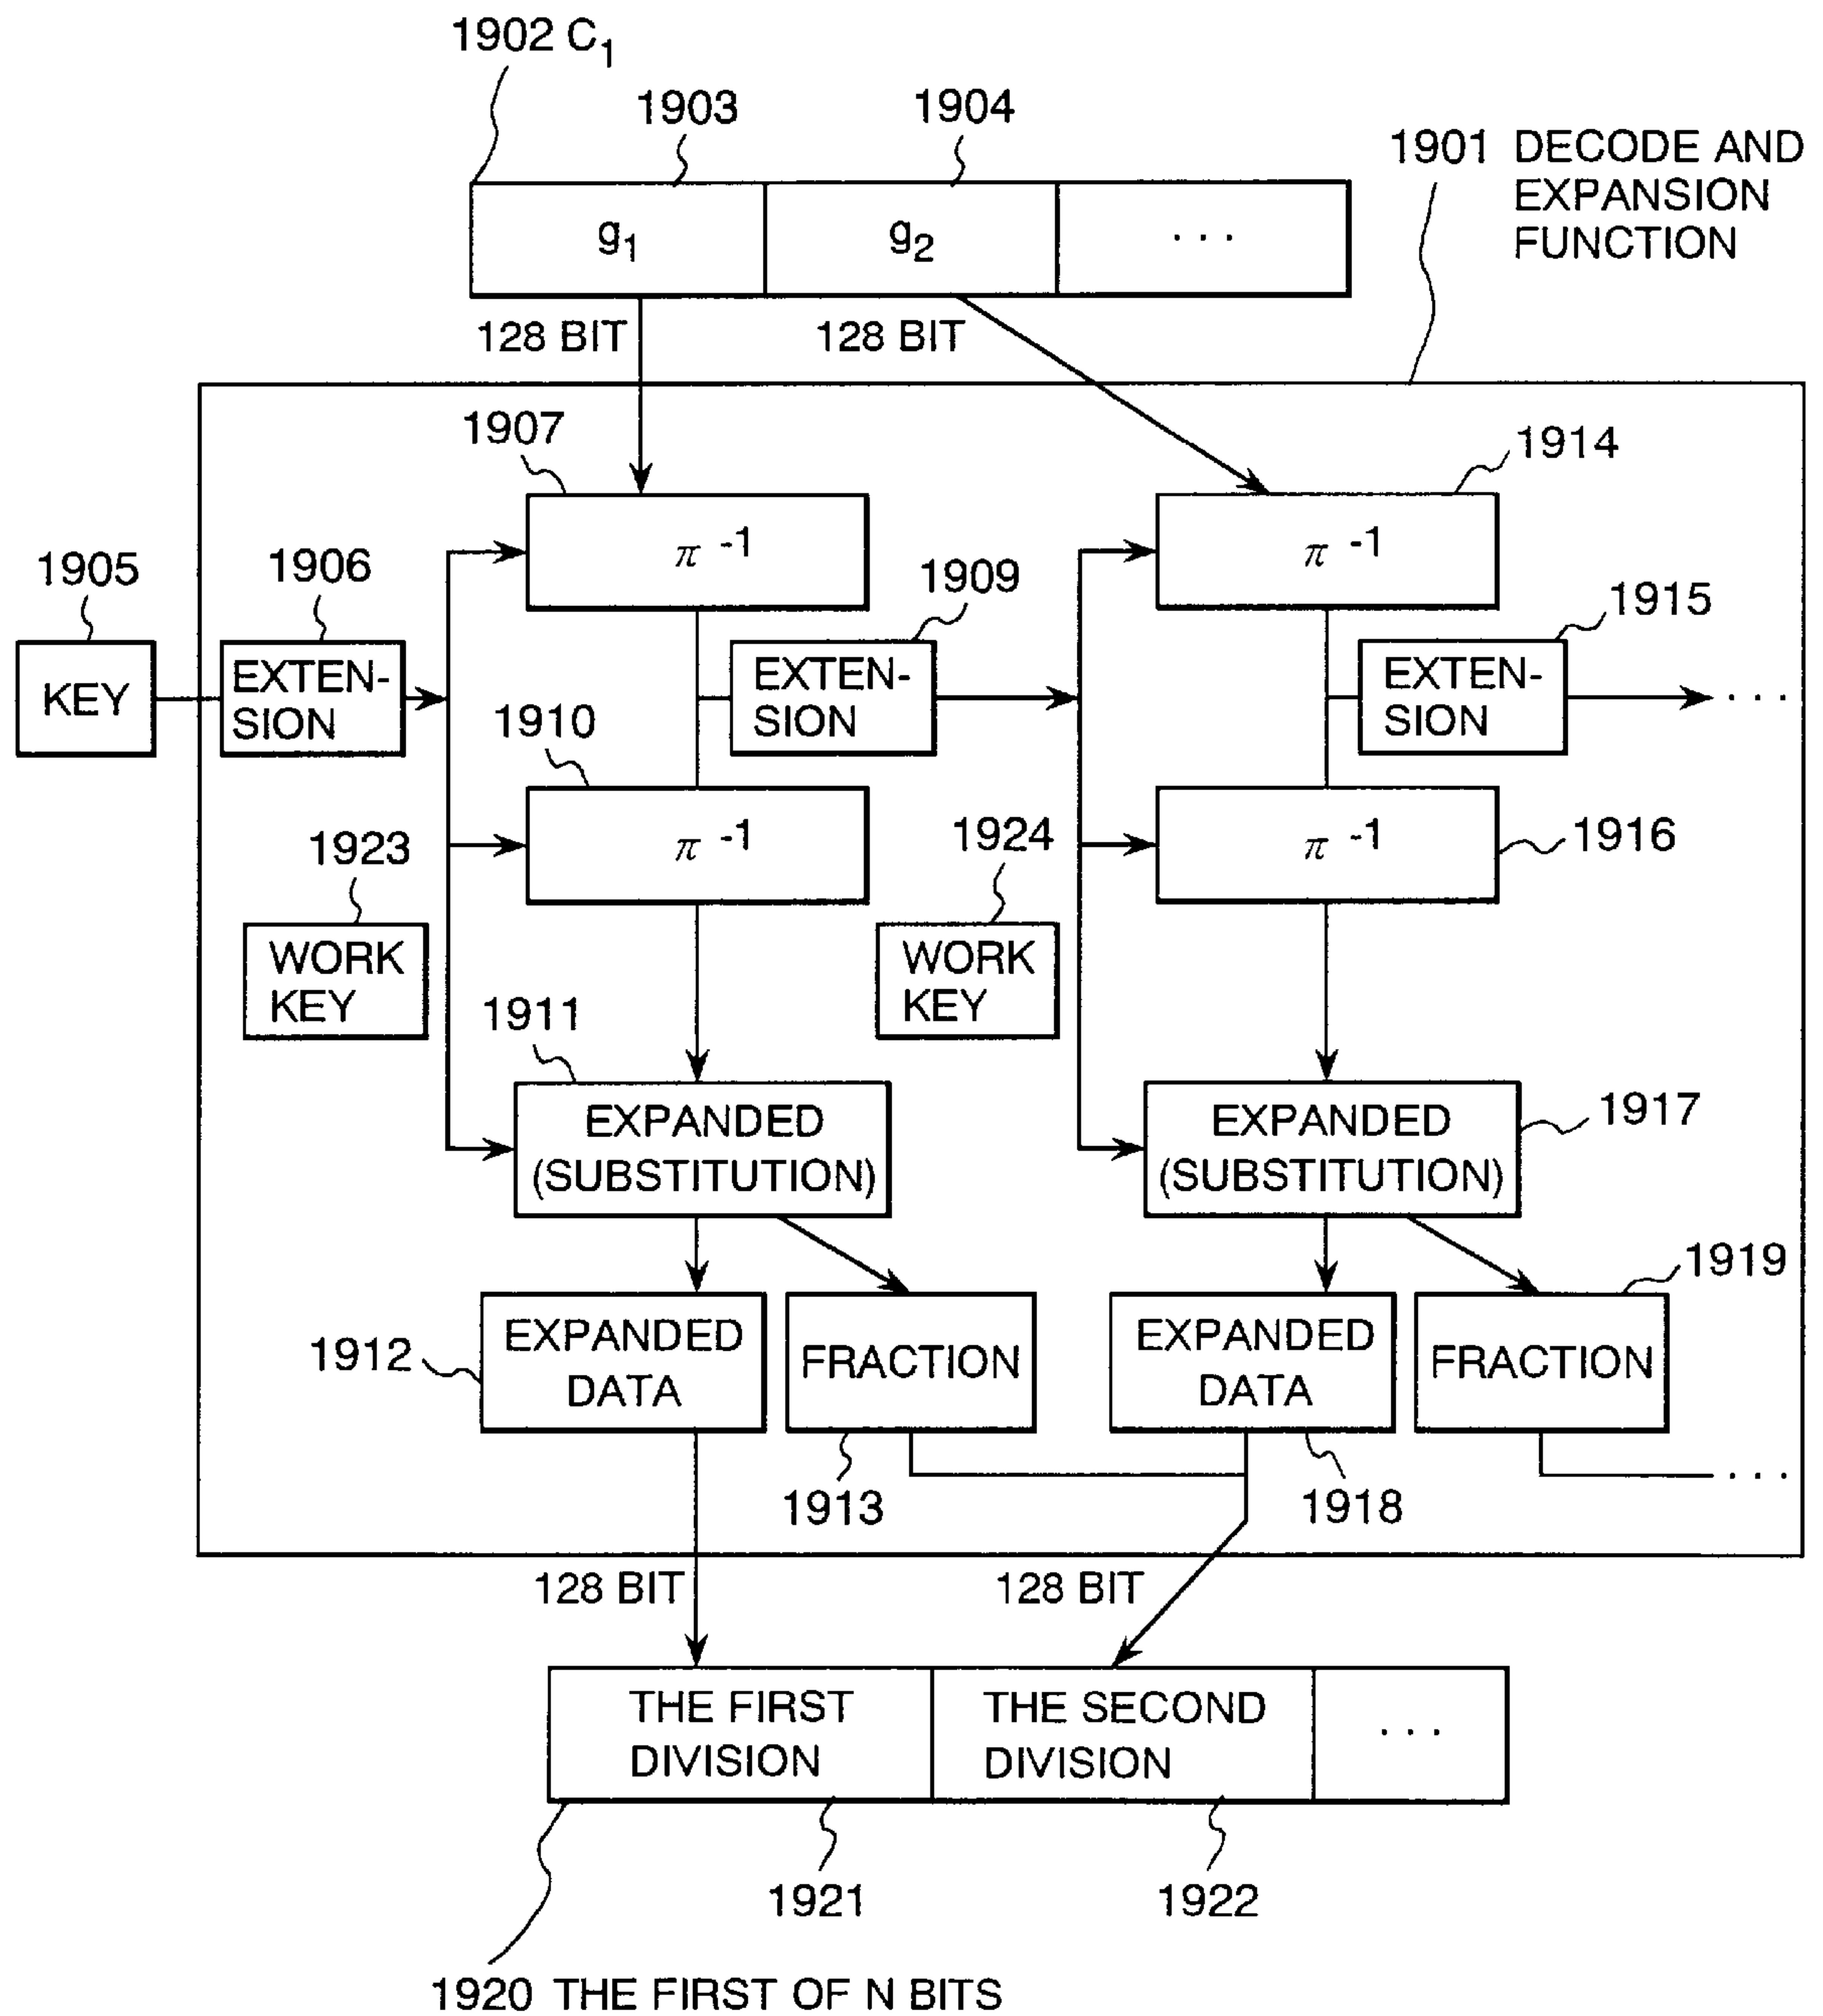 1902 C₁
1903
1904
1901 DECODE AND
EXPANSION
FUNCTION
g₁
g₂
. . .
128 BIT
128 BIT
1907
1914
π⁻¹
π⁻¹
1905
1906
1909
1915
KEY
EXTEN-
SION
EXTEN-
SION
EXTEN-
SION
. . .
1910
1923
π⁻¹
1924
π⁻¹
1916
WORK
KEY
WORK
KEY
1911
EXPANDED
(SUBSTITUTION)
EXPANDED
(SUBSTITUTION)
1917
1919
1912
EXPANDED
DATA
FRACTION
EXPANDED
DATA
FRACTION
1913
1918
. . .
128 BIT
128 BIT
THE FIRST
DIVISION
THE SECOND
DIVISION
. . .
1921
1922
1920 THE FIRST OF N BITS